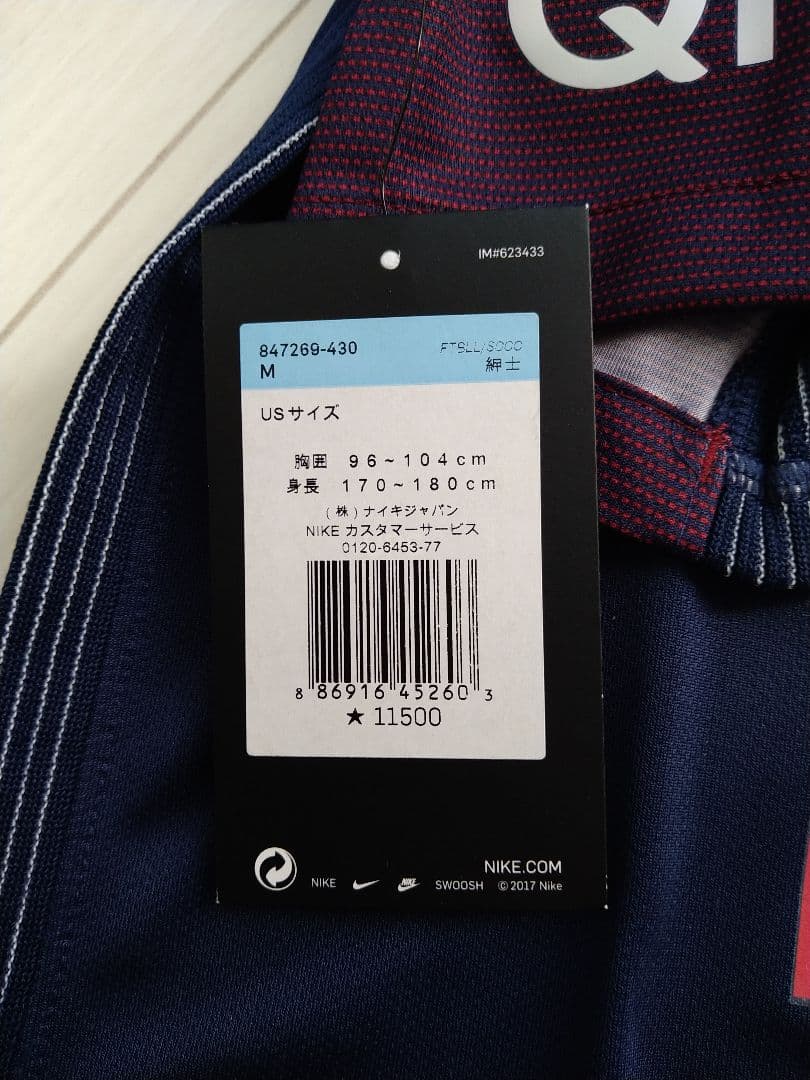 IM#623433
847269-430
M
FTBLL/SOCC
紳士
USサイズ
胸囲 96~104cm
身長 170~180cm
(株)ナイキジャパン
NIKE カスタマーサービス
0120-6453-77
8 86916 45260 3
★ 11500
NIKE.COM
NIKE SWOOSH © 2017 Nike